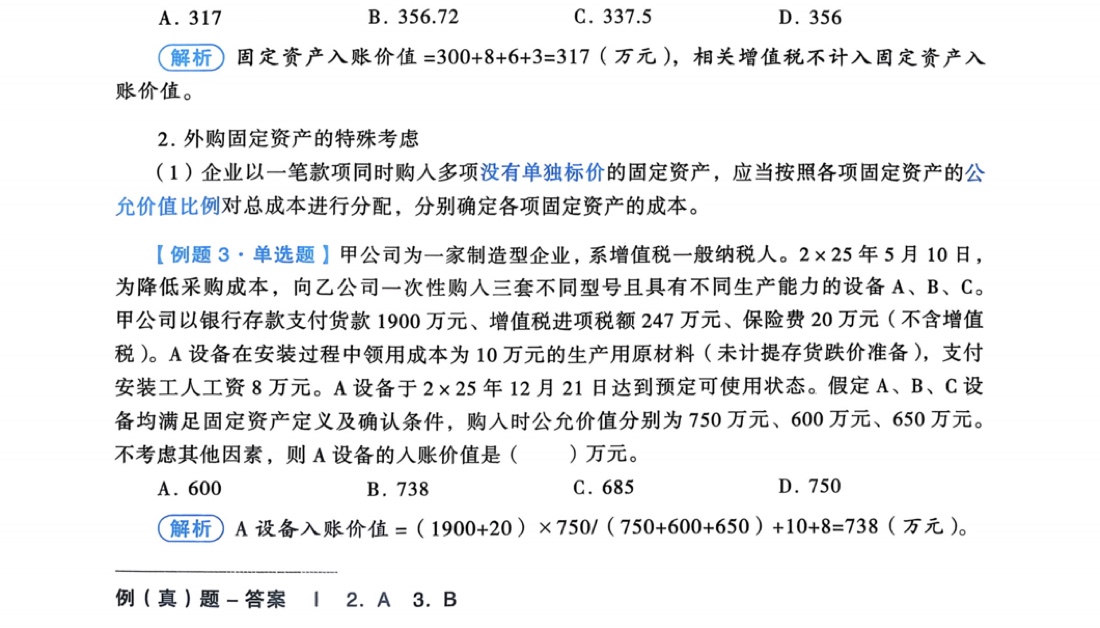 A. 317 B. 356.72 C. 337.5 D. 356
解析 固定资产入账价值 =300+8+6+3=317（万元），相关增值税不计入固定资产入
账价值。
2. 外购固定资产的特殊考虑
（1）企业以一笔款项同时购入多项没有单独标价的固定资产，应当按照各项固定资产的公
允价值比例对总成本进行分配，分别确定各项固定资产的成本。
【例题 3·单选题】甲公司为一家制造型企业，系增值税一般纳税人。2×25 年 5 月 10 日，
为降低采购成本，向乙公司一次性购入三套不同型号且具有不同生产能力的设备 A、B、C。
甲公司以银行存款支付货款 1900 万元、增值税进项税额 247 万元、保险费 20 万元（不含增值
税）。A 设备在安装过程中领用成本为 10 万元的生产用原材料（未计提存货跌价准备），支付
安装工人工资 8 万元。A 设备于 2×25 年 12 月 21 日达到预定可使用状态。假定 A、B、C 设
备均满足固定资产定义及确认条件，购入时公允价值分别为 750 万元、600 万元、650 万元。
不考虑其他因素，则 A 设备的入账价值是（ ）万元。
A. 600 B. 738 C. 685 D. 750
解析 A 设备入账价值 =（1900+20）×750/（750+600+650）+10+8=738（万元）。
例（真）题－答案 | 2. A 3. B